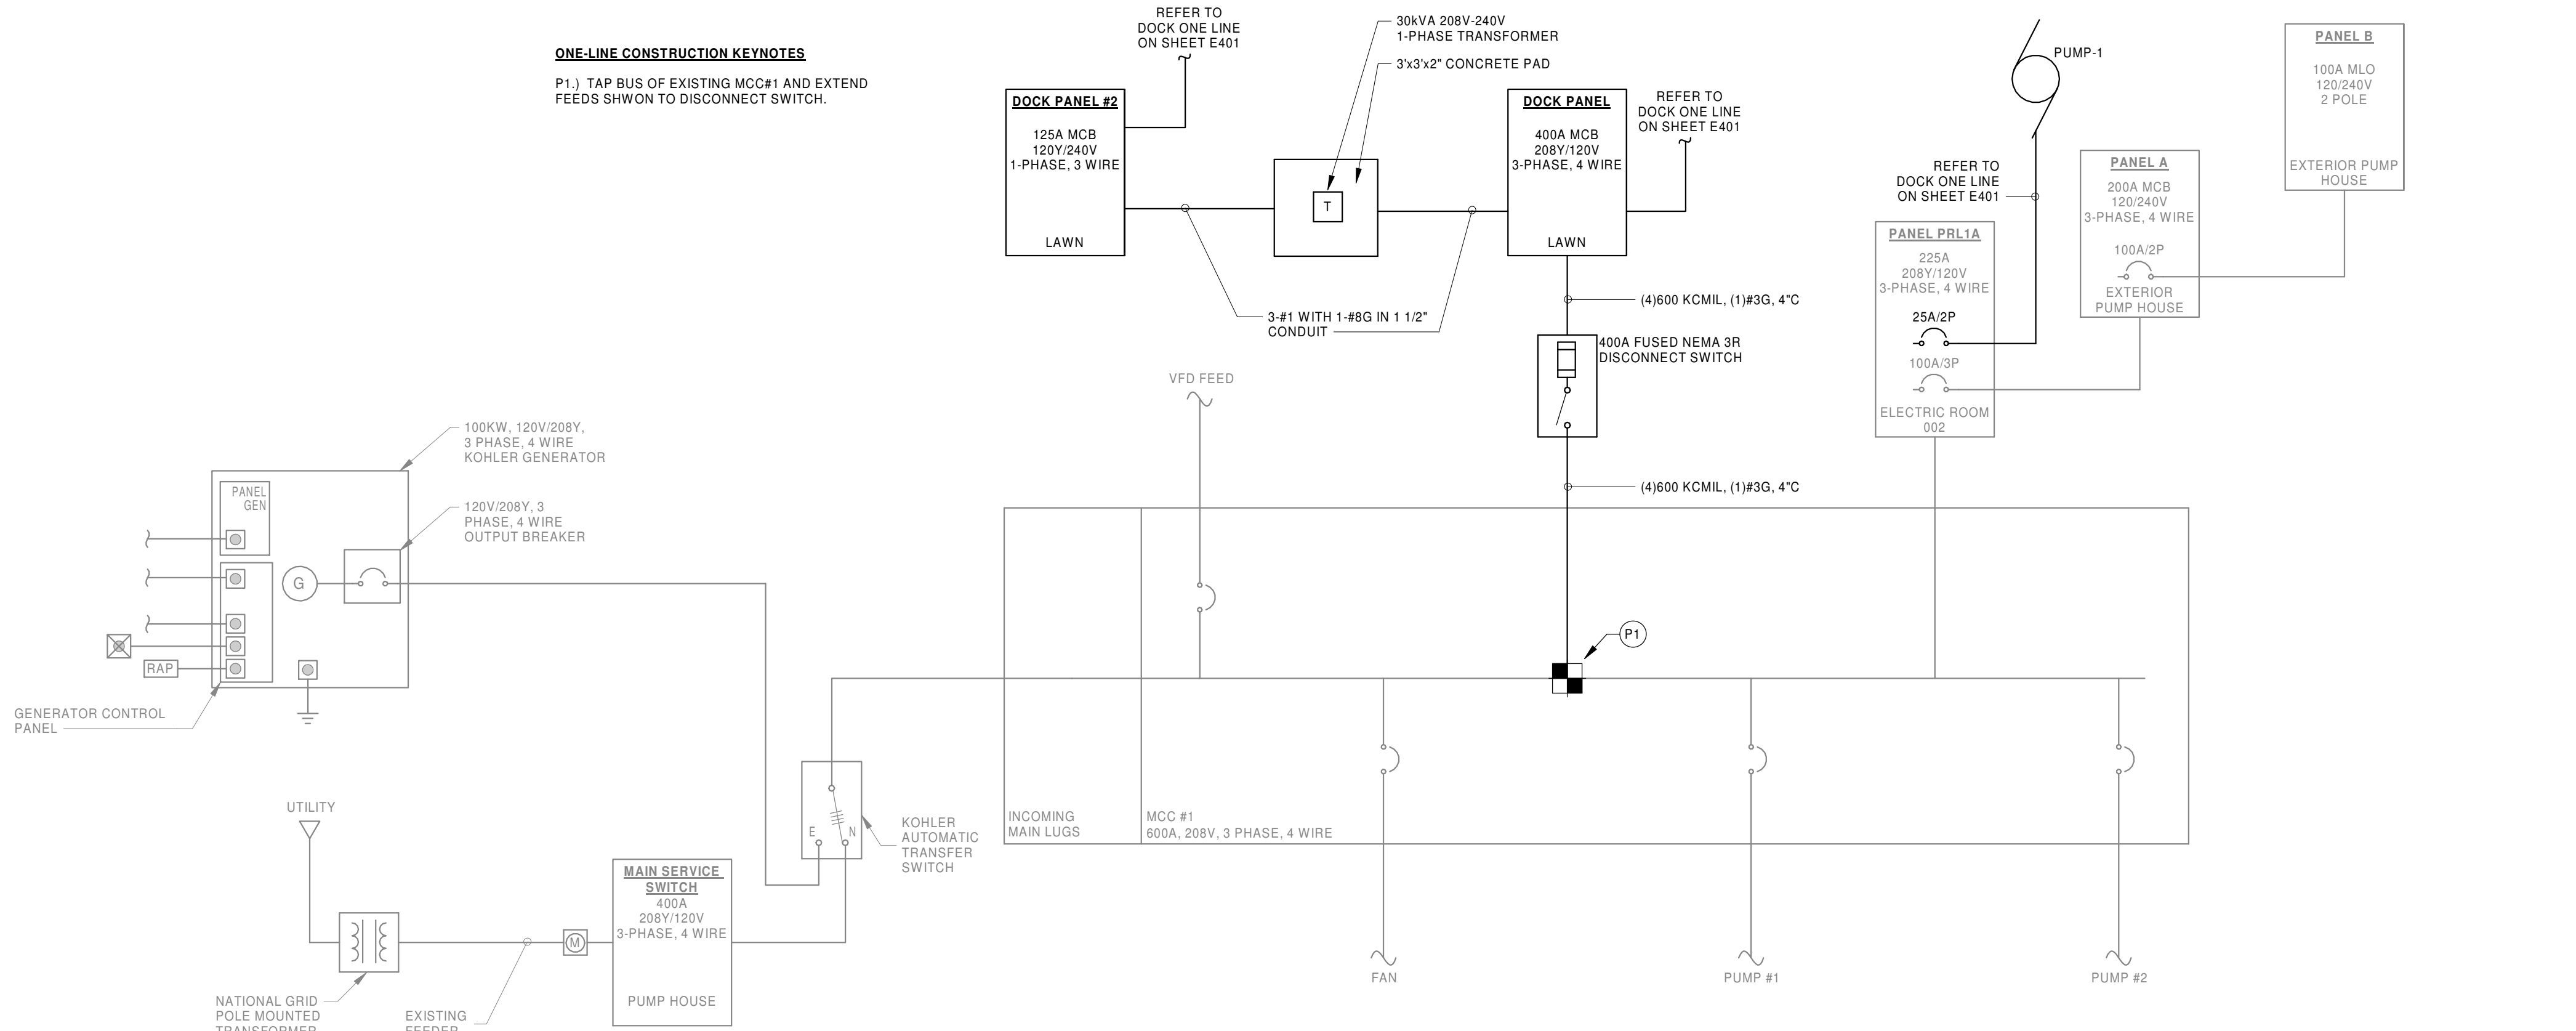 ONE-LINE CONSTRUCTION KEYNOTES
P1.) TAP BUS OF EXISTING MCC#1 AND EXTEND
FEEDS SHWON TO DISCONNECT SWITCH.
REFER TO
DOCK ONE LINE
ON SHEET E401
DOCK PANEL #2
125A MCB
120Y/240V
1-PHASE, 3 WIRE
LAWN
30kVA 208V-240V
1-PHASE TRANSFORMER
3'x3'x2" CONCRETE PAD
T
DOCK PANEL
400A MCB
208Y/120V
3-PHASE, 4 WIRE
LAWN
REFER TO
DOCK ONE LINE
ON SHEET E401
3-#1 WITH 1-#8G IN 1 1/2"
CONDUIT
(4)600 KCMIL, (1)#3G, 4"C
400A FUSED NEMA 3R
DISCONNECT SWITCH
(4)600 KCMIL, (1)#3G, 4"C
PUMP-1
REFER TO
DOCK ONE LINE
ON SHEET E401
PANEL PRL1A
225A
208Y/120V
3-PHASE, 4 WIRE
25A/2P
100A/3P
ELECTRIC ROOM
002
PANEL A
200A MCB
120/240V
3-PHASE, 4 WIRE
100A/2P
EXTERIOR
PUMP HOUSE
PANEL B
100A MLO
120/240V
2 POLE
EXTERIOR PUMP
HOUSE
VFD FEED
100KW, 120V/208Y,
3 PHASE, 4 WIRE
KOHLER GENERATOR
120V/208Y, 3
PHASE, 4 WIRE
OUTPUT BREAKER
PANEL
GEN
G
RAP
GENERATOR CONTROL
PANEL
P1
UTILITY
E
N
KOHLER
AUTOMATIC
TRANSFER
SWITCH
INCOMING
MAIN LUGS
MCC #1
600A, 208V, 3 PHASE, 4 WIRE
MAIN SERVICE
SWITCH
400A
208Y/120V
3-PHASE, 4 WIRE
PUMP HOUSE
M
NATIONAL GRID
POLE MOUNTED
TRANSFORMER
EXISTING
FEEDER
FAN
PUMP #1
PUMP #2